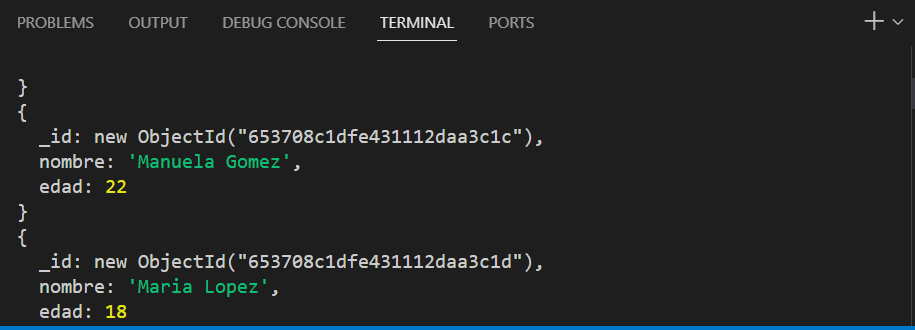 PROBLEMS OUTPUT DEBUG CONSOLE TERMINAL PORTS
}
{
  _id: new ObjectId("653708c1dfe431112daa3c1c"),
  nombre: 'Manuela Gomez',
  edad: 22
}
{
  _id: new ObjectId("653708c1dfe431112daa3c1d"),
  nombre: 'Maria Lopez',
  edad: 18